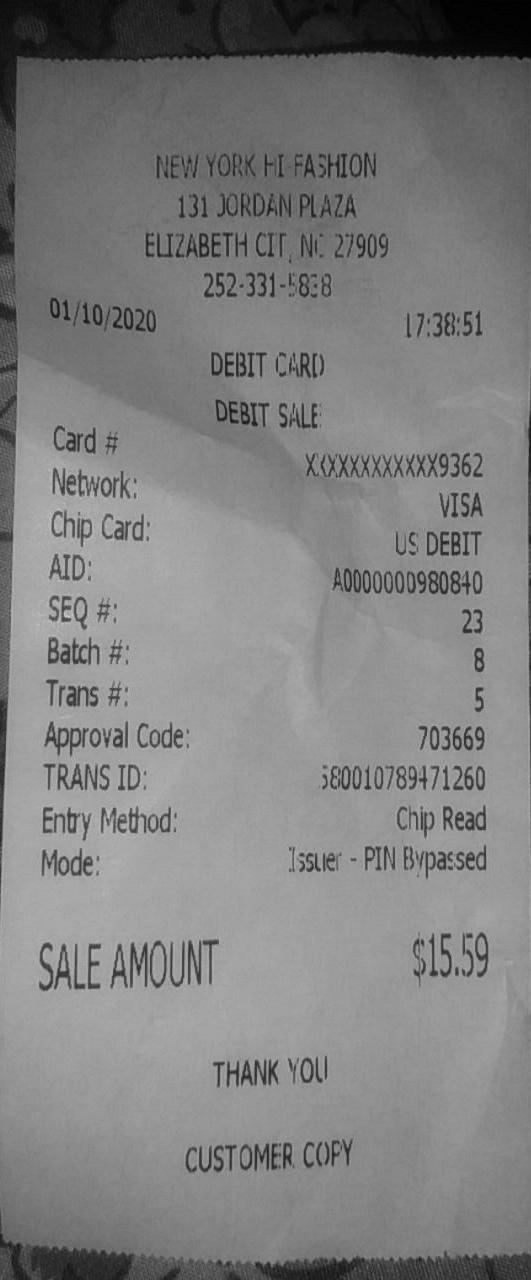 NEW YORK HI-FASHION
131 JORDAN PLAZA
ELIZABETH CIT, NC 27909
252-331-5838
01/10/2020 17:38:51
DEBIT CARD
DEBIT SALE
Card # XXXXXXXXXXXX9362
Network: VISA
Chip Card: US DEBIT
AID: A0000000980840
SEQ #: 23
Batch #: 8
Trans #: 5
Approval Code: 703669
TRANS ID: 580010789471260
Entry Method: Chip Read
Mode: Issuer - PIN Bypassed
SALE AMOUNT $15.59
THANK YOU
CUSTOMER COPY